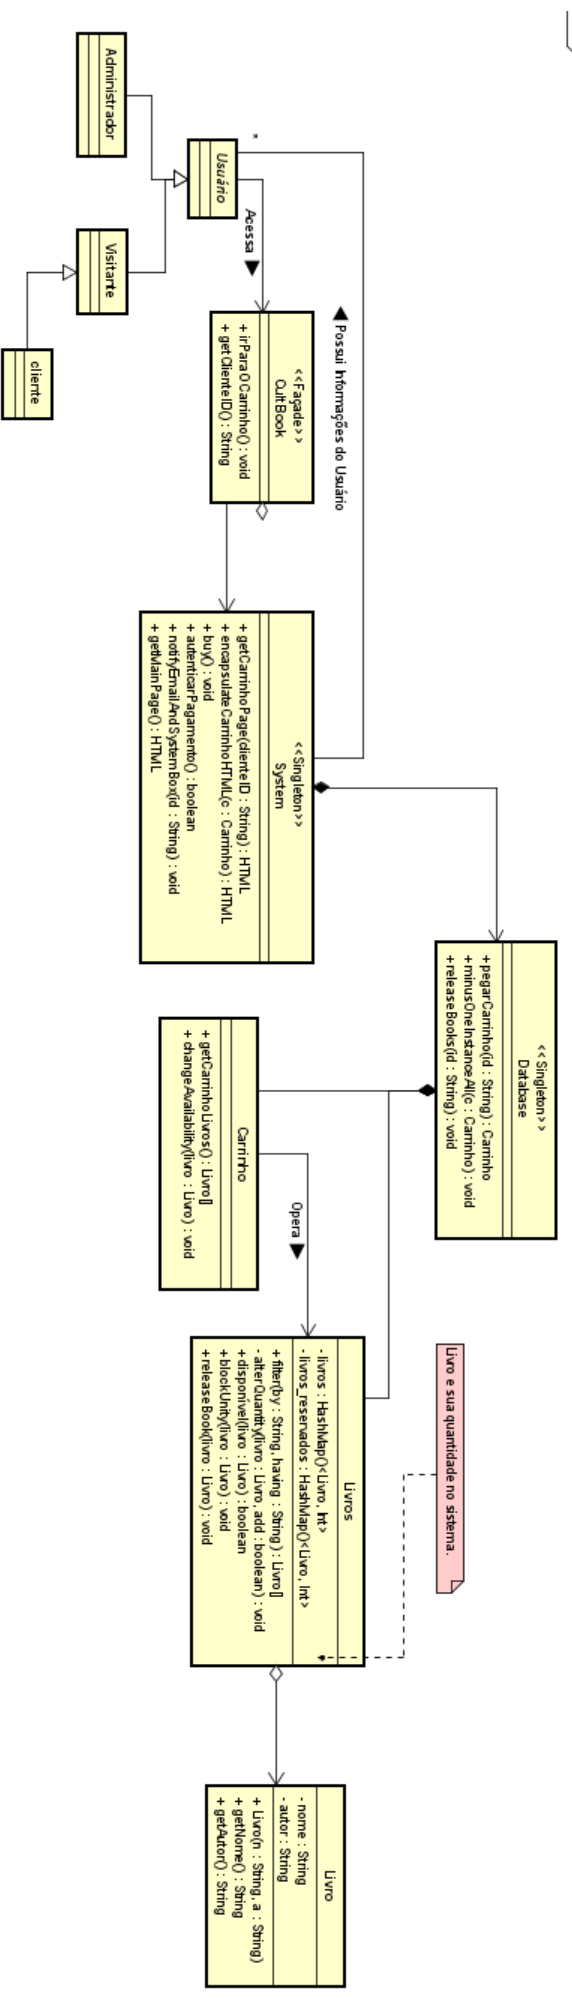 Administrador
Usuário
Visitante
cliente
*
Acessa
Possui Informações do Usuário
<<Façade>>
CultBook
+ irParaOCarrinho() : void
+ getClienteID() : String
<<Singleton>>
System
+ getCarrinhoPage(clienteID : String) : HTML
+ encapsulateCarrinhoHTML(c : Carrinho) : HTML
+ buy() : void
+ autenticarPagamento() : boolean
+ notifyEmailAndSystemBox(id : String) : void
+ getMainPage() : HTML
<<Singleton>>
Database
+ pegarCarrinho(id : String) : Carrinho
+ minusOneInstanceAll(c : Carrinho) : void
+ releaseBooks(id : String) : void
Carrinho
+ getCarrinhoLivros() : Livro[]
+ changeAvailability(livro : Livro) : void
Opera
Livro e sua quantidade no sistema.
Livros
- livros : HashMap()<Livro, Int>
- livros_reservados : HashMap()<Livro, Int>
+ filter(by : String, having : String) : Livro[]
- alterQuantity(livro : Livro, add : boolean) : void
+ disponível(livro : Livro) : boolean
+ blockUnity(livro : Livro) : void
+ releaseBook(livro : Livro) : void
Livro
- nome : String
- autor : String
+ Livro(n : String, a : String)
+ getNome() : String
+ getAutor() : String